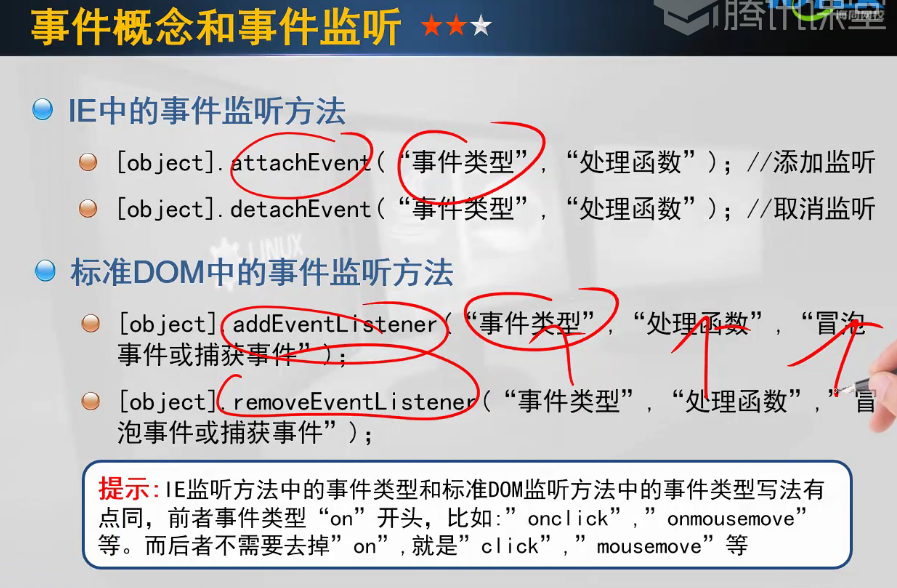 事件概念和事件监听
腾讯课堂
IE中的事件监听方法
[object].attachEvent(“事件类型”,“处理函数”);//添加监听
[object].detachEvent(“事件类型”,“处理函数”);//取消监听
标准DOM中的事件监听方法
[object].addEventListener(“事件类型”,“处理函数”,“冒泡
事件或捕获事件”);
[object].removeEventListener(“事件类型”,“处理函数”,”冒
泡事件或捕获事件”);
提示:IE监听方法中的事件类型和标准DOM监听方法中的事件类型写法有
点同，前者事件类型“on”开头，比如:”onclick”,”onmousemove”
等。而后者不需要去掉”on”,就是”click”,”mousemove”等
LINUX